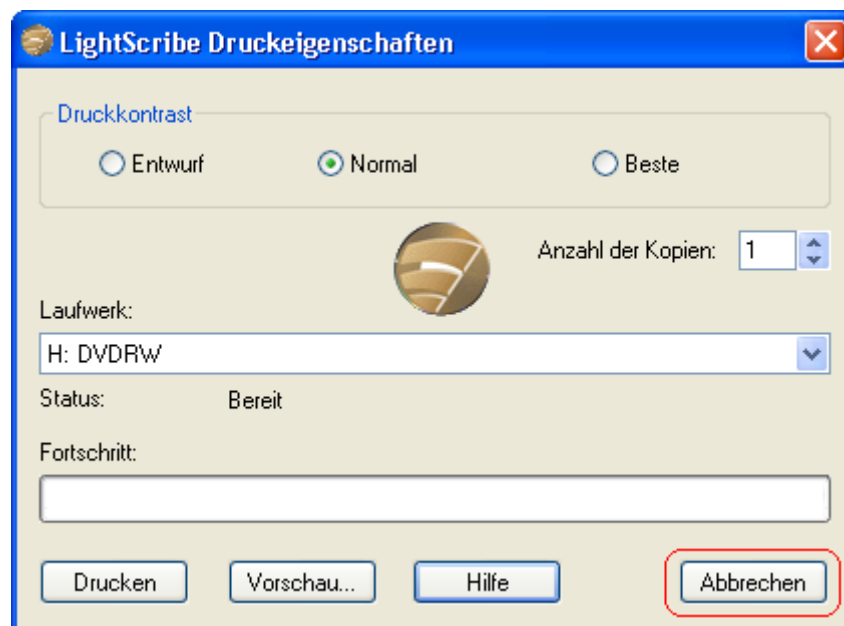 LightScribe Druckeigenschaften
Druckkontrast
Entwurf Normal Beste
Anzahl der Kopien: 1
Laufwerk:
H: DVDRW
Status: Bereit
Fortschritt:
Drucken Vorschau... Hilfe Abbrechen